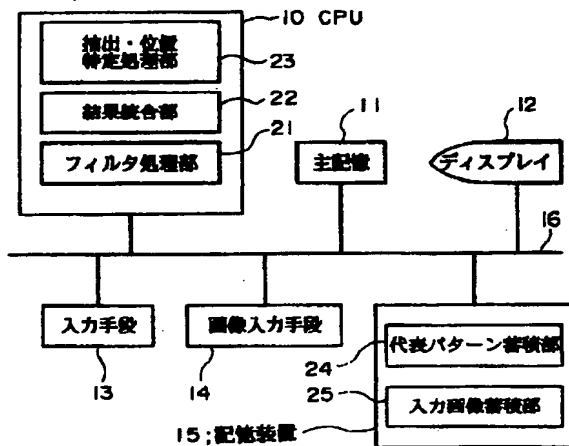 10 CPU
抽出・位置
特定処理部
23
結果統合部
22
フィルタ処理部
21
11
主記憶
12
ディスプレイ
16
入力手段
13
画像入力手段
14
代表パターン蓄積部
24
入力画像蓄積部
25
15;記憶装置